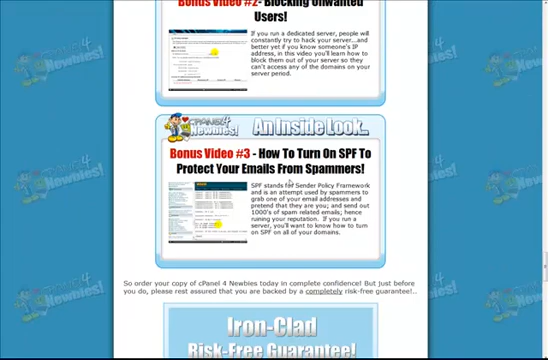 Bonus Video #2- Blocking Unwanted
Users!
If you run a dedicated server, people will
constantly try to hack your server...and
better yet if you know someone's IP
address, in this video you'll learn how to
block them out of your server so they
can't access any of the domains on your
server period.
CPANEL 4
NEWBIES!
An Inside Look...
Bonus Video #3 - How To Turn On SPF To
Protect Your Emails From Spammers!
SPF stands for Sender Policy Framework
and is an attempt used by spammers to
grab one of your email addresses and
pretend that they are you; and send out
1000's of spam related emails; hence
ruining your reputation. If you run a
server, you'll want to know how to turn
on SPF on all of your domains.
So order your copy of cPanel 4 Newbies today in complete confidence! But just before
you do, please rest assured that you are backed by a completely risk-free guarantee!..
Iron-Clad
Risk-Free Guarantee!